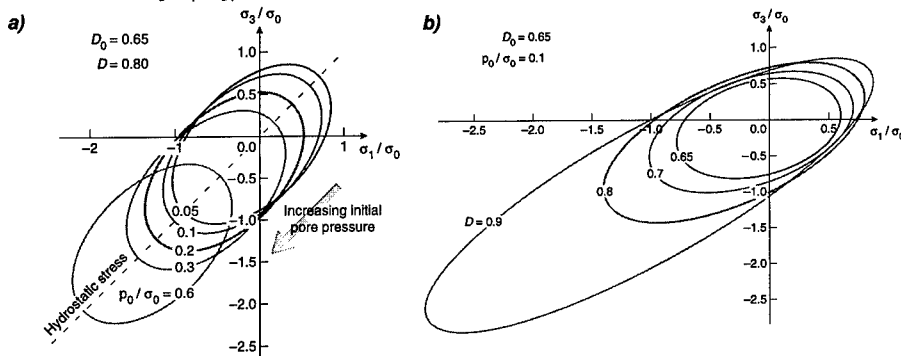 a)
σ3/σ0
D0 = 0.65
D = 0.80
1.0
0.5
-2
-1
0.0
1
σ1/σ0
-0.5
0.05
-1.0
0.1
0.2
0.3
p0/σ0 = 0.6
-1.5
-2.0
-2.5
Increasing initial
pore pressure
Hydrostatic stress
b)
σ3/σ0
D0 = 0.65
p0/σ0 = 0.1
1.0
0.5
-2.5
-2.0
-1.5
-1.0
-0.5
0.0
0.5
σ1/σ0
-0.5
0.65
0.7
0.8
D = 0.9
-1.0
-1.5
-2.0
-2.5